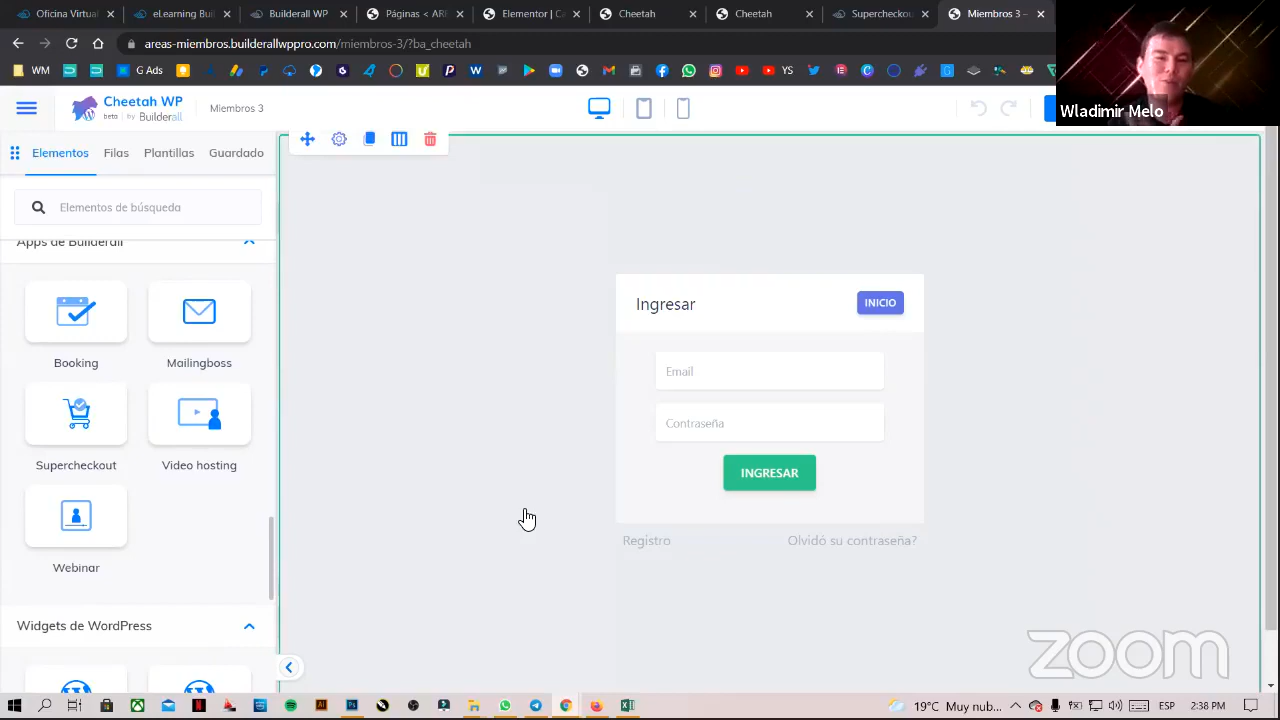 Oficina Virtual
eLearning Buil
Builderall WP
Páginas < ARE
Elementor | Ca
Cheetah
Cheetah
Supercheckou
Miembros 3 –
areas-miembros.builderallwppro.com/miembros-3/?ba_cheetah
WM
G Ads
YS
Wladimir Melo
Cheetah WP
beta by Builderall
Miembros 3
Elementos
Filas
Plantillas
Guardado
Elementos de búsqueda
Apps de Builderall
Booking
Mailingboss
Supercheckout
Video hosting
Webinar
Widgets de WordPress
Ingresar
INICIO
Email
Contraseña
INGRESAR
Registro
Olvidó su contraseña?
zoom
19°C Muy nub...
ESP
2:38 PM